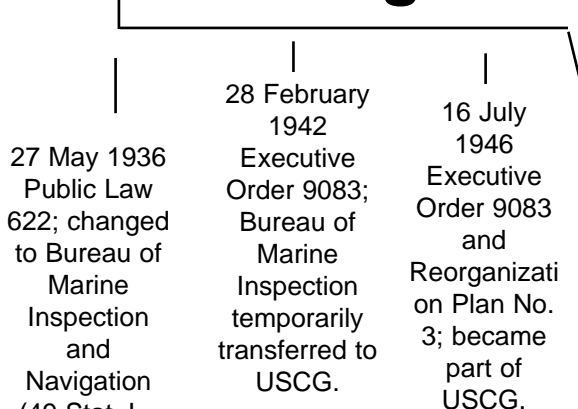 27 May 1936
Public Law
622; changed
to Bureau of
Marine
Inspection
and
Navigation
28 February
1942
Executive
Order 9083;
Bureau of
Marine
Inspection
temporarily
transferred to
USCG.
16 July
1946
Executive
Order 9083
and
Reorganizati
on Plan No.
3; became
part of
USCG.